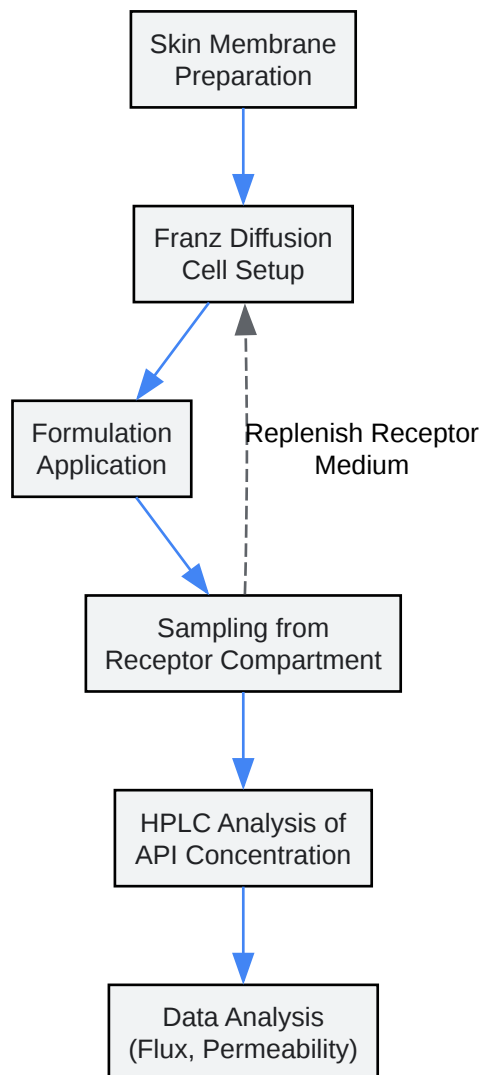 Skin Membrane
Preparation
Franz Diffusion
Cell Setup
Formulation
Application
Replenish Receptor
Medium
Sampling from
Receptor Compartment
HPLC Analysis of
API Concentration
Data Analysis
(Flux, Permeability)